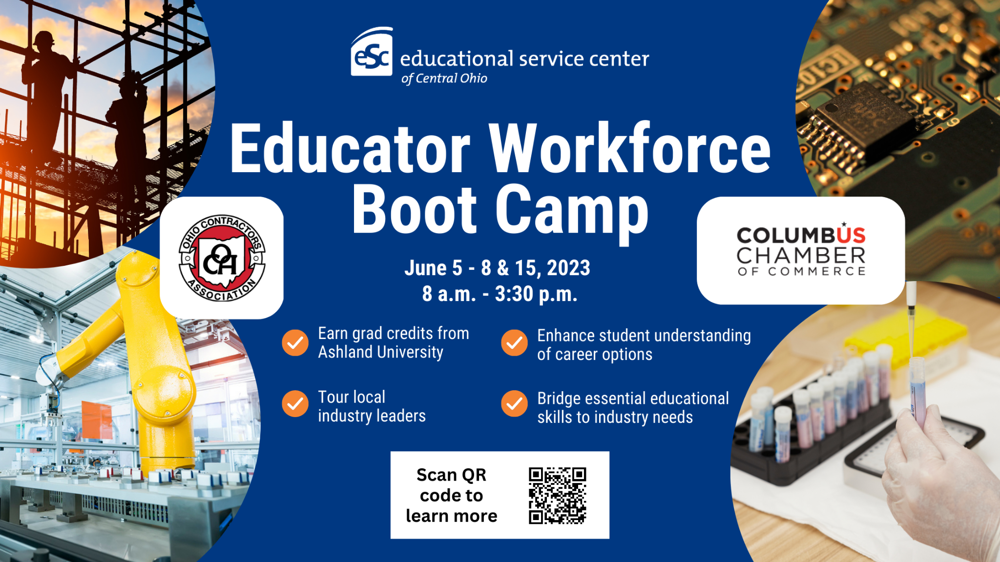 eSc
educational service center
of Central Ohio
Educator Workforce
Boot Camp
OHIO CONTRACTORS
COA
ASSOCIATION
COLUMBUS
CHAMBER
OF COMMERCE
June 5 - 8 & 15, 2023
8 a.m. - 3:30 p.m.
Earn grad credits from
Ashland University
Enhance student understanding
of career options
Tour local
industry leaders
Bridge essential educational
skills to industry needs
Scan QR
code to
learn more